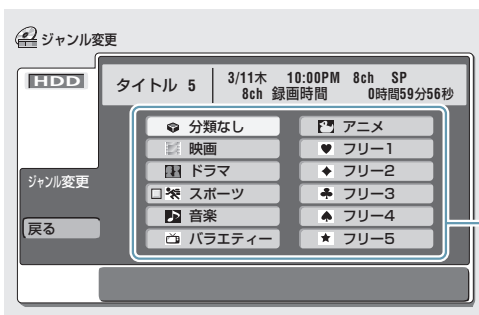 ジャンル変更
HDD
タイトル 5
3/11木 10:00PM 8ch SP
8ch 録画時間 0時間59分56秒
分類なし
映画
ドラマ
スポーツ
音楽
バラエティー
アニメ
フリー1
フリー2
フリー3
フリー4
フリー5
ジャンル変更
戻る